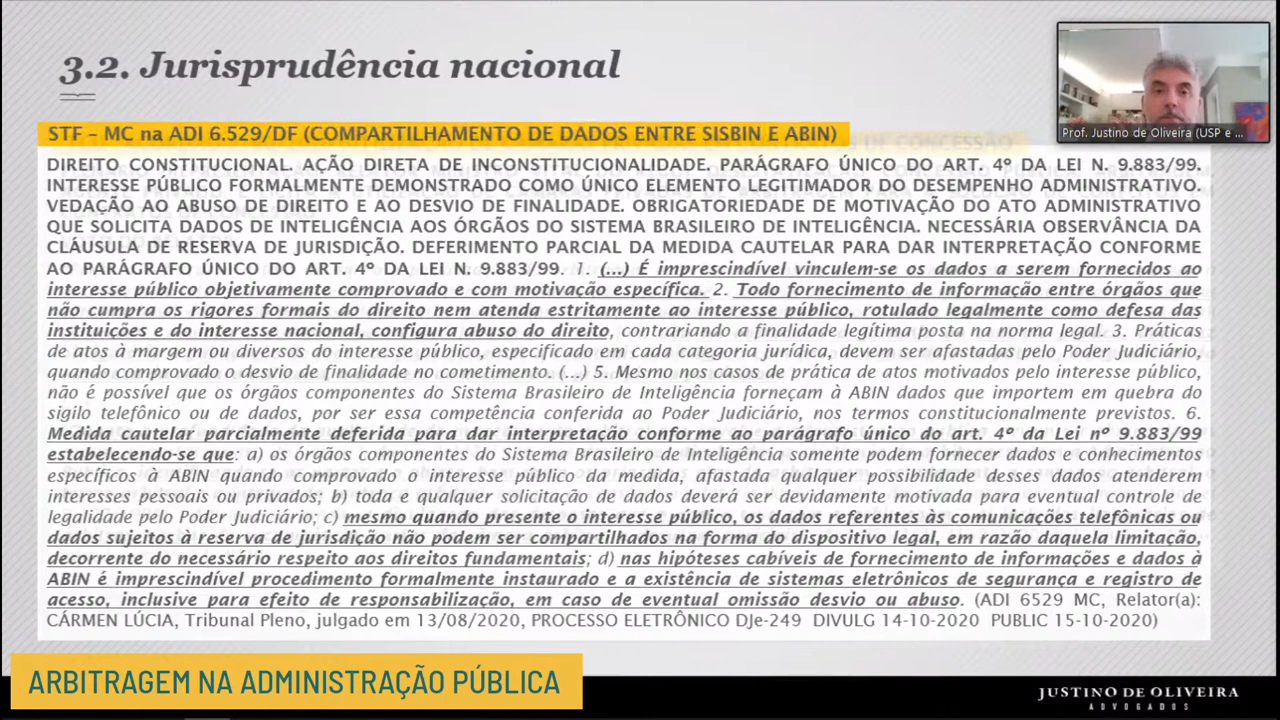 3.2. Jurisprudência nacional
Prof. Justino de Oliveira (USP e ...
STF – MC na ADI 6.529/DF (COMPARTILHAMENTO DE DADOS ENTRE SISBIN E ABIN)
DIREITO CONSTITUCIONAL. AÇÃO DIRETA DE INCONSTITUCIONALIDADE. PARÁGRAFO ÚNICO DO ART. 4º DA LEI N. 9.883/99.
INTERESSE PÚBLICO FORMALMENTE DEMONSTRADO COMO ÚNICO ELEMENTO LEGITIMADOR DO DESEMPENHO ADMINISTRATIVO.
VEDAÇÃO AO ABUSO DE DIREITO E AO DESVIO DE FINALIDADE. OBRIGATORIEDADE DE MOTIVAÇÃO DO ATO ADMINISTRATIVO
QUE SOLICITA DADOS DE INTELIGÊNCIA AOS ÓRGÃOS DO SISTEMA BRASILEIRO DE INTELIGÊNCIA. NECESSÁRIA OBSERVÂNCIA DA
CLÁUSULA DE RESERVA DE JURISDIÇÃO. DEFERIMENTO PARCIAL DA MEDIDA CAUTELAR PARA DAR INTERPRETAÇÃO CONFORME
AO PARÁGRAFO ÚNICO DO ART. 4º DA LEI N. 9.883/99. 1. (...) É imprescindível vinculem-se os dados a serem fornecidos ao
interesse público objetivamente comprovado e com motivação específica. 2. Todo fornecimento de informação entre órgãos que
não cumpra os rigores formais do direito nem atenda estritamente ao interesse público, rotulado legalmente como defesa das
instituições e do interesse nacional, configura abuso do direito, contrariando a finalidade legítima posta na norma legal. 3. Práticas
de atos à margem ou diversos do interesse público, especificado em cada categoria jurídica, devem ser afastadas pelo Poder Judiciário,
quando comprovado o desvio de finalidade no cometimento. (...) 5. Mesmo nos casos de prática de atos motivados pelo interesse público,
não é possível que os órgãos componentes do Sistema Brasileiro de Inteligência forneçam à ABIN dados que importem em quebra do
sigilo telefônico ou de dados, por ser essa competência conferida ao Poder Judiciário, nos termos constitucionalmente previstos. 6.
Medida cautelar parcialmente deferida para dar interpretação conforme ao parágrafo único do art. 4º da Lei nº 9.883/99
estabelecendo-se que: a) os órgãos componentes do Sistema Brasileiro de Inteligência somente podem fornecer dados e conhecimentos
específicos à ABIN quando comprovado o interesse público da medida, afastada qualquer possibilidade desses dados atenderem
interesses pessoais ou privados; b) toda e qualquer solicitação de dados deverá ser devidamente motivada para eventual controle de
legalidade pelo Poder Judiciário; c) mesmo quando presente o interesse público, os dados referentes às comunicações telefônicas ou
dados sujeitos à reserva de jurisdição não podem ser compartilhados na forma do dispositivo legal, em razão daquela limitação,
decorrente do necessário respeito aos direitos fundamentais; d) nas hipóteses cabíveis de fornecimento de informações e dados à
ABIN é imprescindível procedimento formalmente instaurado e a existência de sistemas eletrônicos de segurança e registro de
acesso, inclusive para efeito de responsabilização, em caso de eventual omissão desvio ou abuso. (ADI 6529 MC, Relator(a):
CÁRMEN LÚCIA, Tribunal Pleno, julgado em 13/08/2020, PROCESSO ELETRÔNICO DJe-249 DIVULG 14-10-2020 PUBLIC 15-10-2020)
ARBITRAGEM NA ADMINISTRAÇÃO PÚBLICA
JUSTINO DE OLIVEIRA
ADVOGADOS